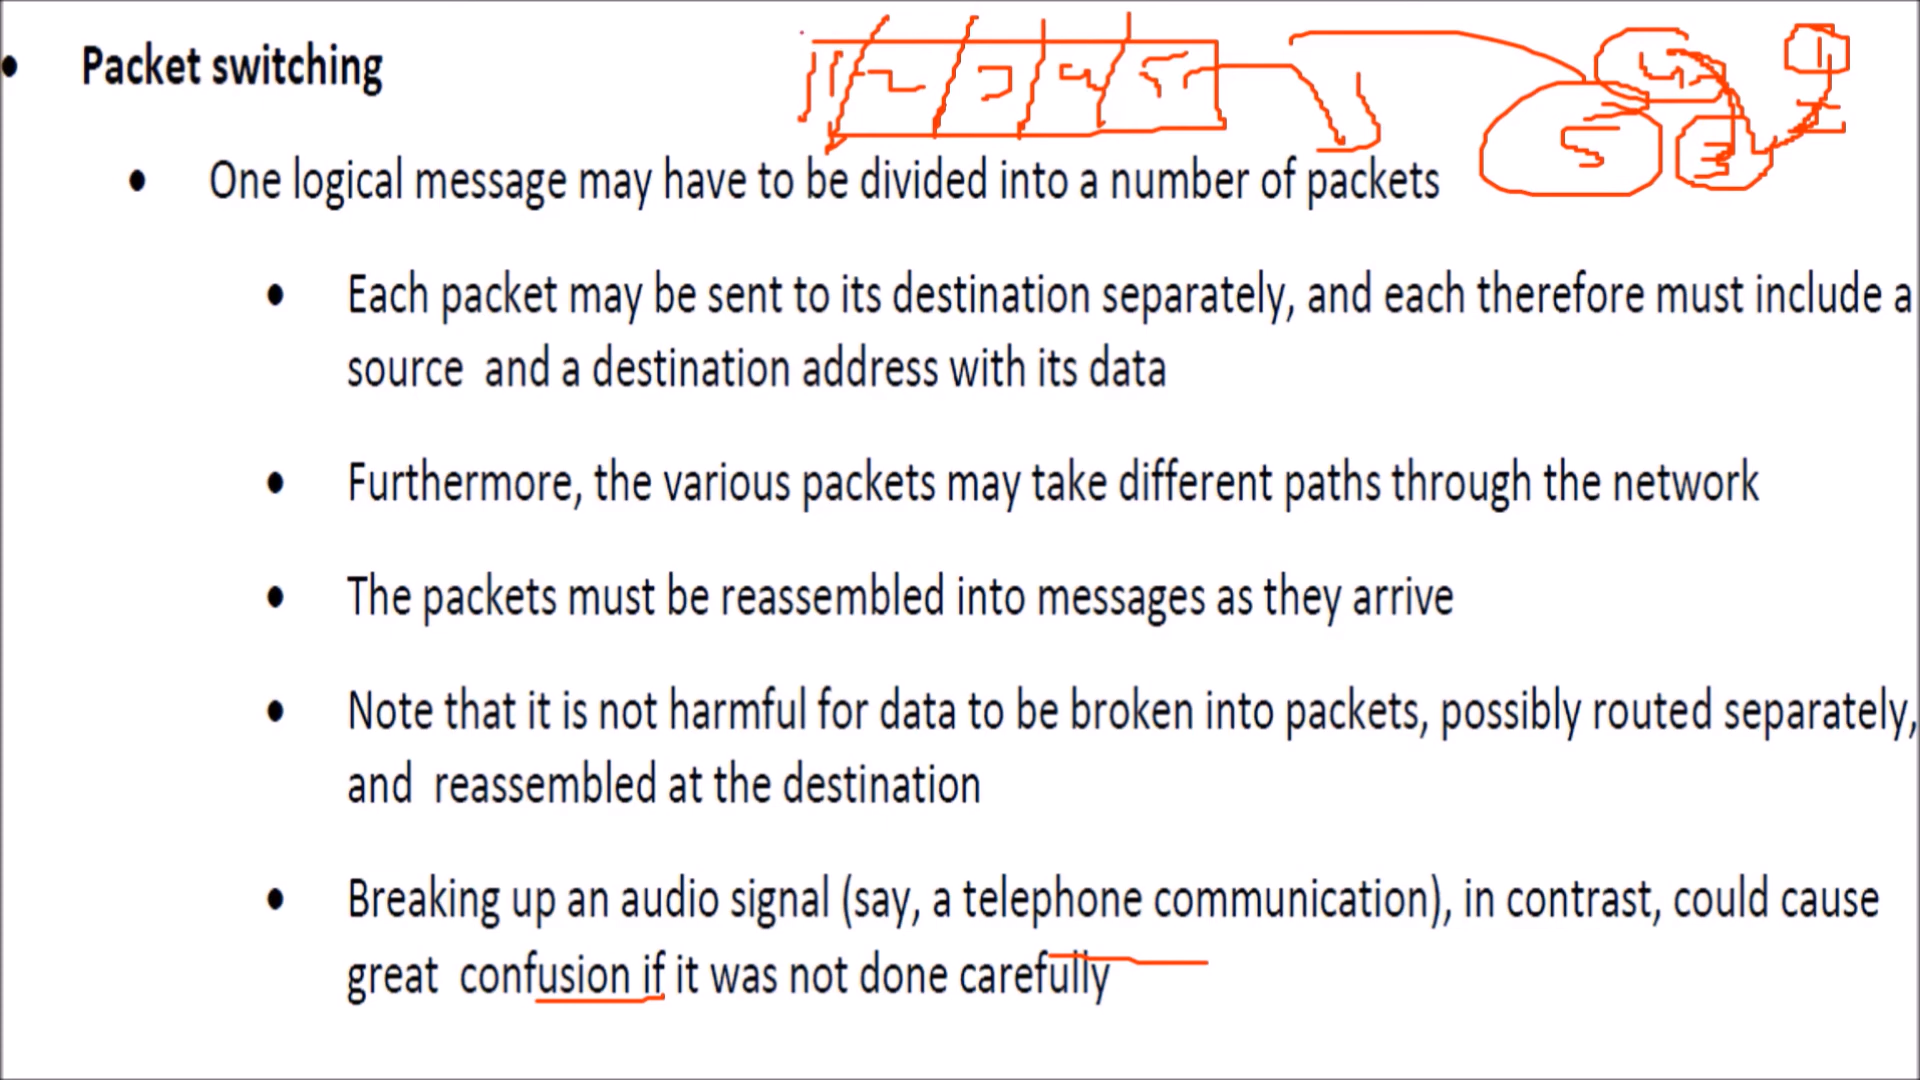 • Packet switching
• One logical message may have to be divided into a number of packets
• Each packet may be sent to its destination separately, and each therefore must include a
source and a destination address with its data
• Furthermore, the various packets may take different paths through the network
• The packets must be reassembled into messages as they arrive
• Note that it is not harmful for data to be broken into packets, possibly routed separately,
and reassembled at the destination
• Breaking up an audio signal (say, a telephone communication), in contrast, could cause
great confusion if it was not done carefully